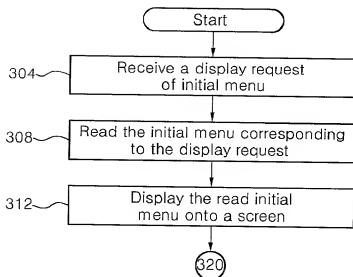 Start
304
Receive a display request
of initial menu
308
Read the initial menu corresponding
to the display request
312
Display the read initial
menu onto a screen
320